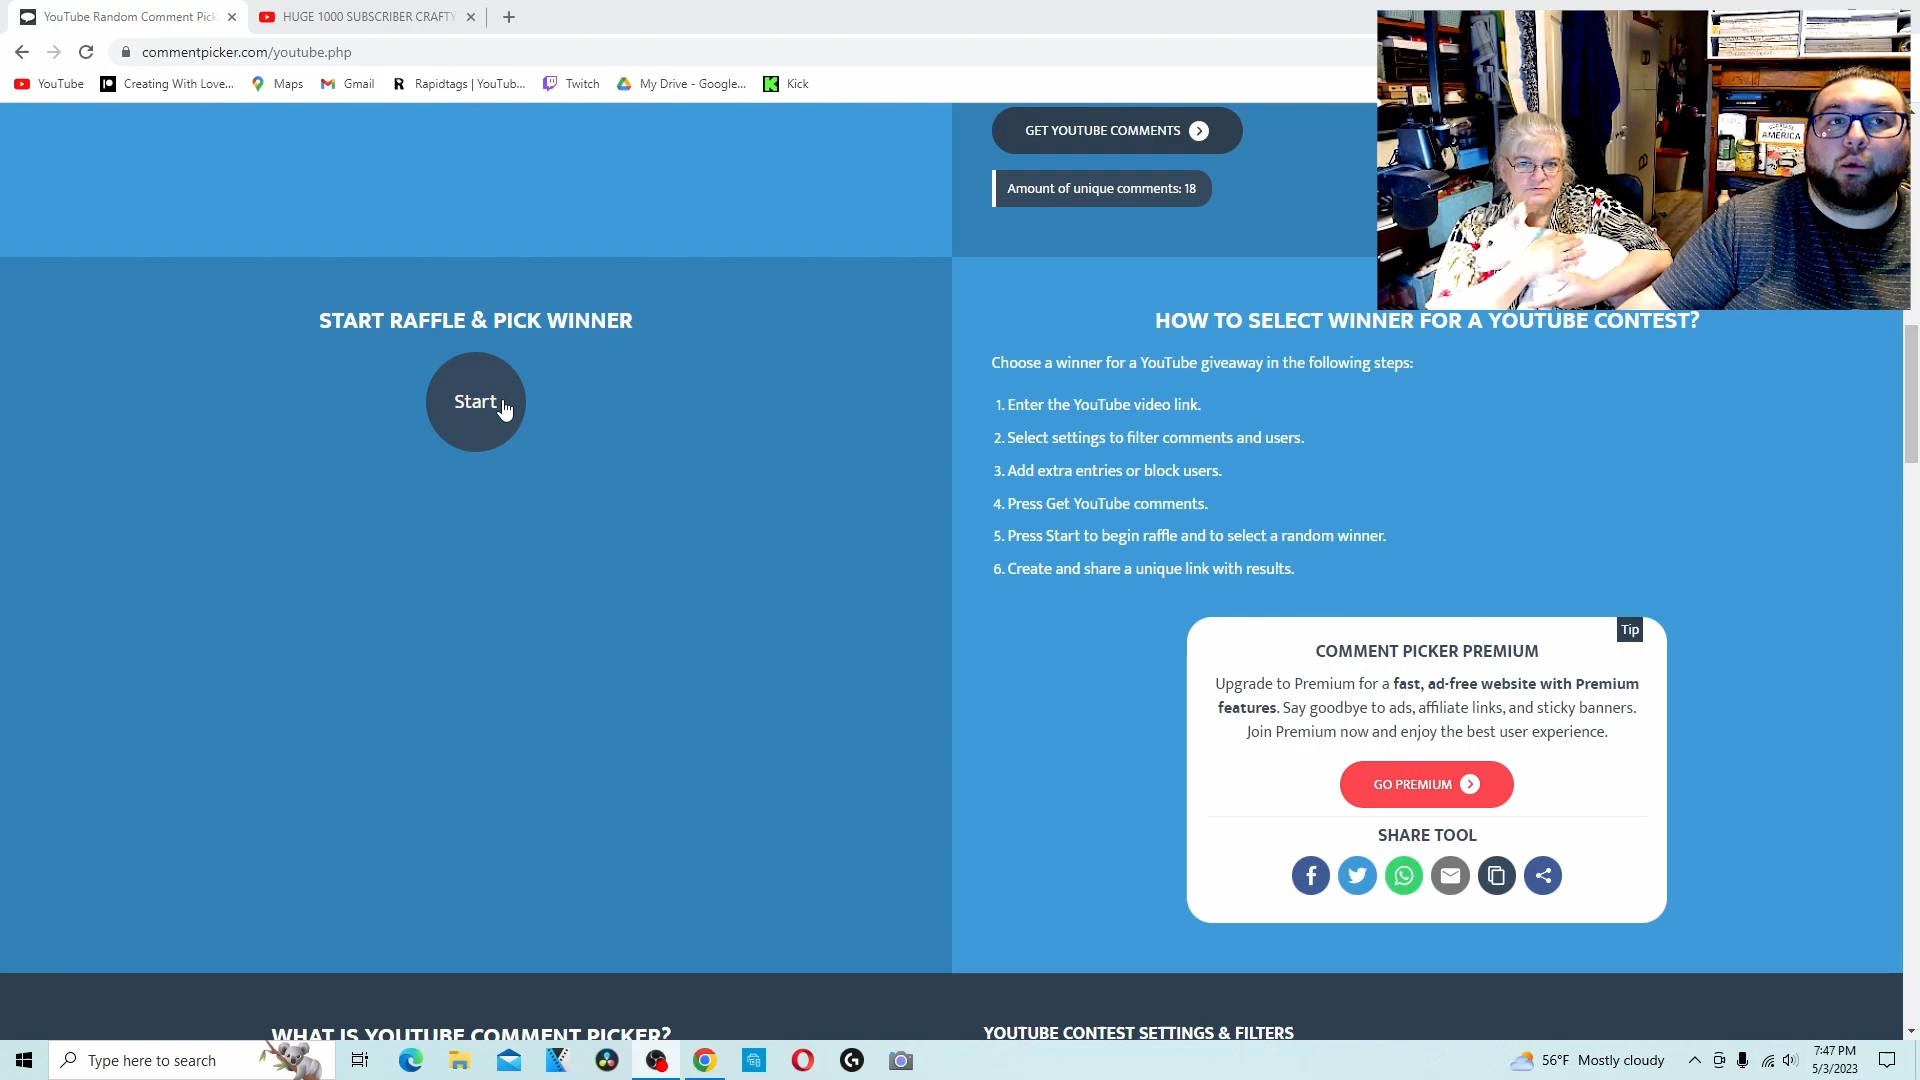 YouTube Random Comment Pick
HUGE 1000 SUBSCRIBER CRAFTY
commentpicker.com/youtube.php
YouTube
Creating With Love...
Maps
Gmail
Rapidtags | YouTub...
Twitch
My Drive - Google...
Kick
GET YOUTUBE COMMENTS
Amount of unique comments: 18
AMERICA
START RAFFLE & PICK WINNER
Start
HOW TO SELECT WINNER FOR A YOUTUBE CONTEST?
Choose a winner for a YouTube giveaway in the following steps:
1. Enter the YouTube video link.
2. Select settings to filter comments and users.
3. Add extra entries or block users.
4. Press Get YouTube comments.
5. Press Start to begin raffle and to select a random winner.
6. Create and share a unique link with results.
Tip
COMMENT PICKER PREMIUM
Upgrade to Premium for a fast, ad-free website with Premium
features. Say goodbye to ads, affiliate links, and sticky banners.
Join Premium now and enjoy the best user experience.
GO PREMIUM
SHARE TOOL
WHAT IS YOUTUBE COMMENT PICKER?
YOUTUBE CONTEST SETTINGS & FILTERS
Type here to search
56°F Mostly cloudy
7:47 PM
5/3/2023